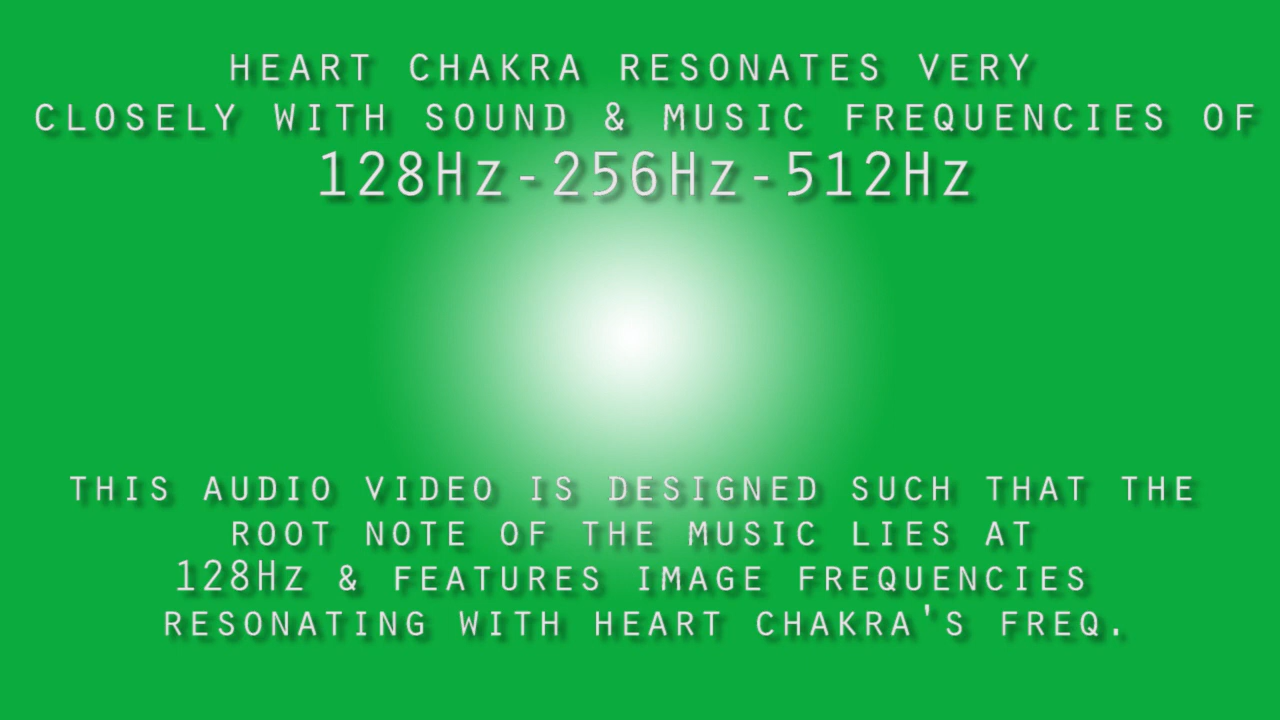 HEART CHAKRA RESONATES VERY
CLOSELY WITH SOUND & MUSIC FREQUENCIES OF
128Hz-256Hz-512Hz
THIS AUDIO VIDEO IS DESIGNED SUCH THAT THE
ROOT NOTE OF THE MUSIC LIES AT
128Hz & FEATURES IMAGE FREQUENCIES
RESONATING WITH HEART CHAKRA'S FREQ.